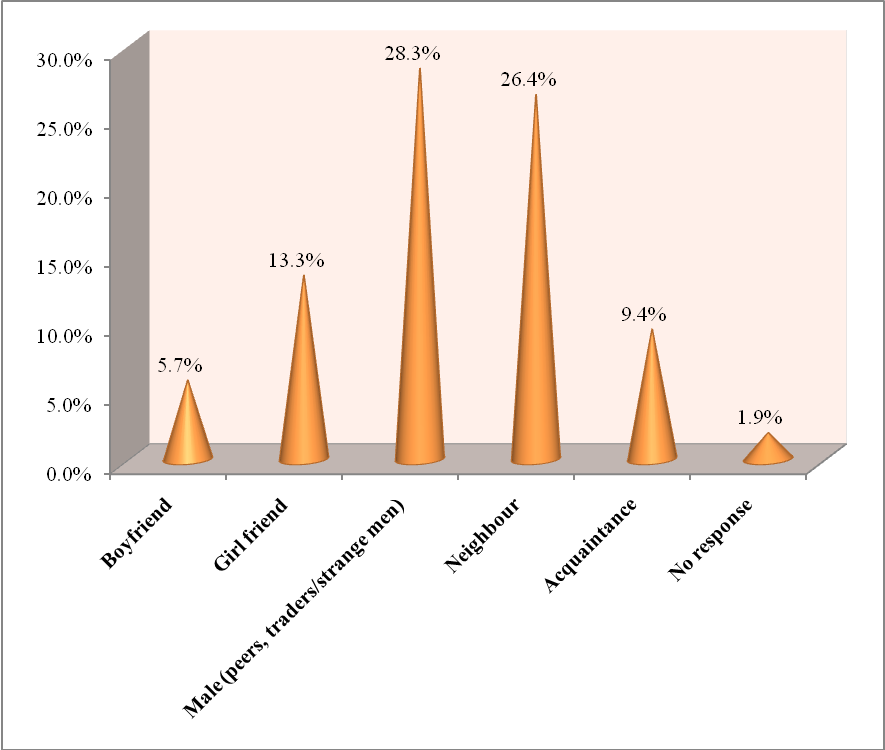 30.0%
25.0%
20.0%
15.0%
10.0%
5.0%
0.0%
5.7%
13.3%
28.3%
26.4%
9.4%
1.9%
Boyfriend
Girl friend
Male (peers, traders/strange men)
Neighbour
Acquaintance
No response